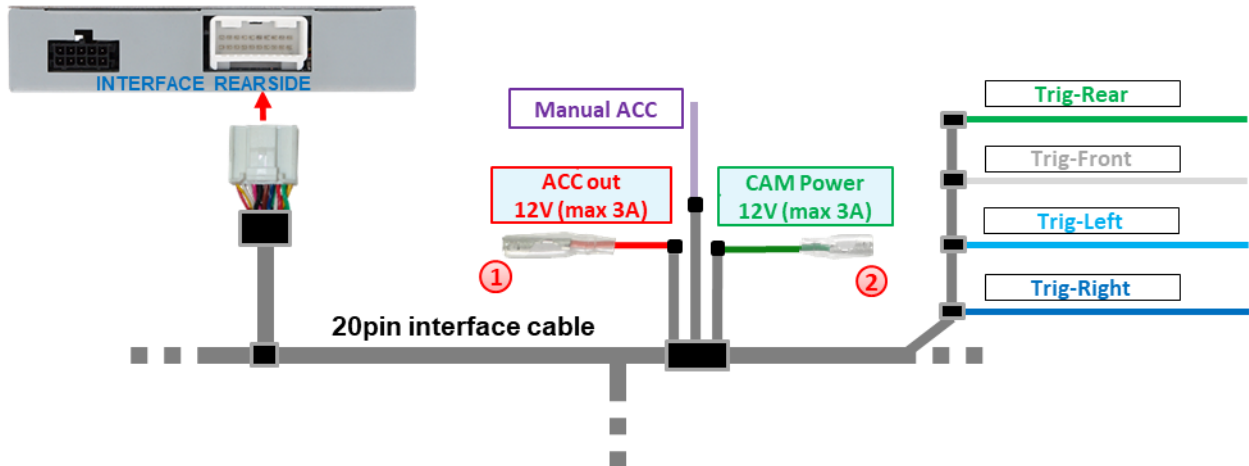 INTERFACE REARSIDE
Manual ACC
ACC out
12V (max 3A)
CAM Power
12V (max 3A)
1
2
20pin interface cable
Trig-Rear
Trig-Front
Trig-Left
Trig-Right